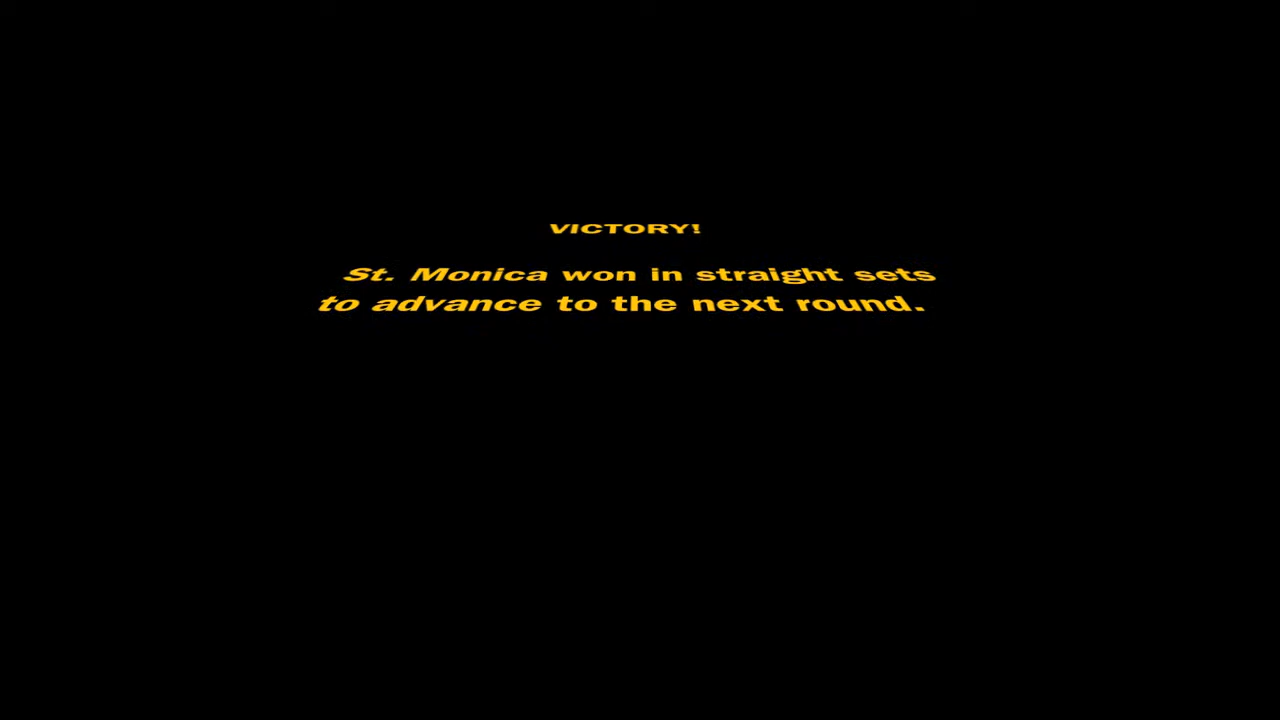 VICTORY!
St. Monica won in straight sets
to advance to the next round.